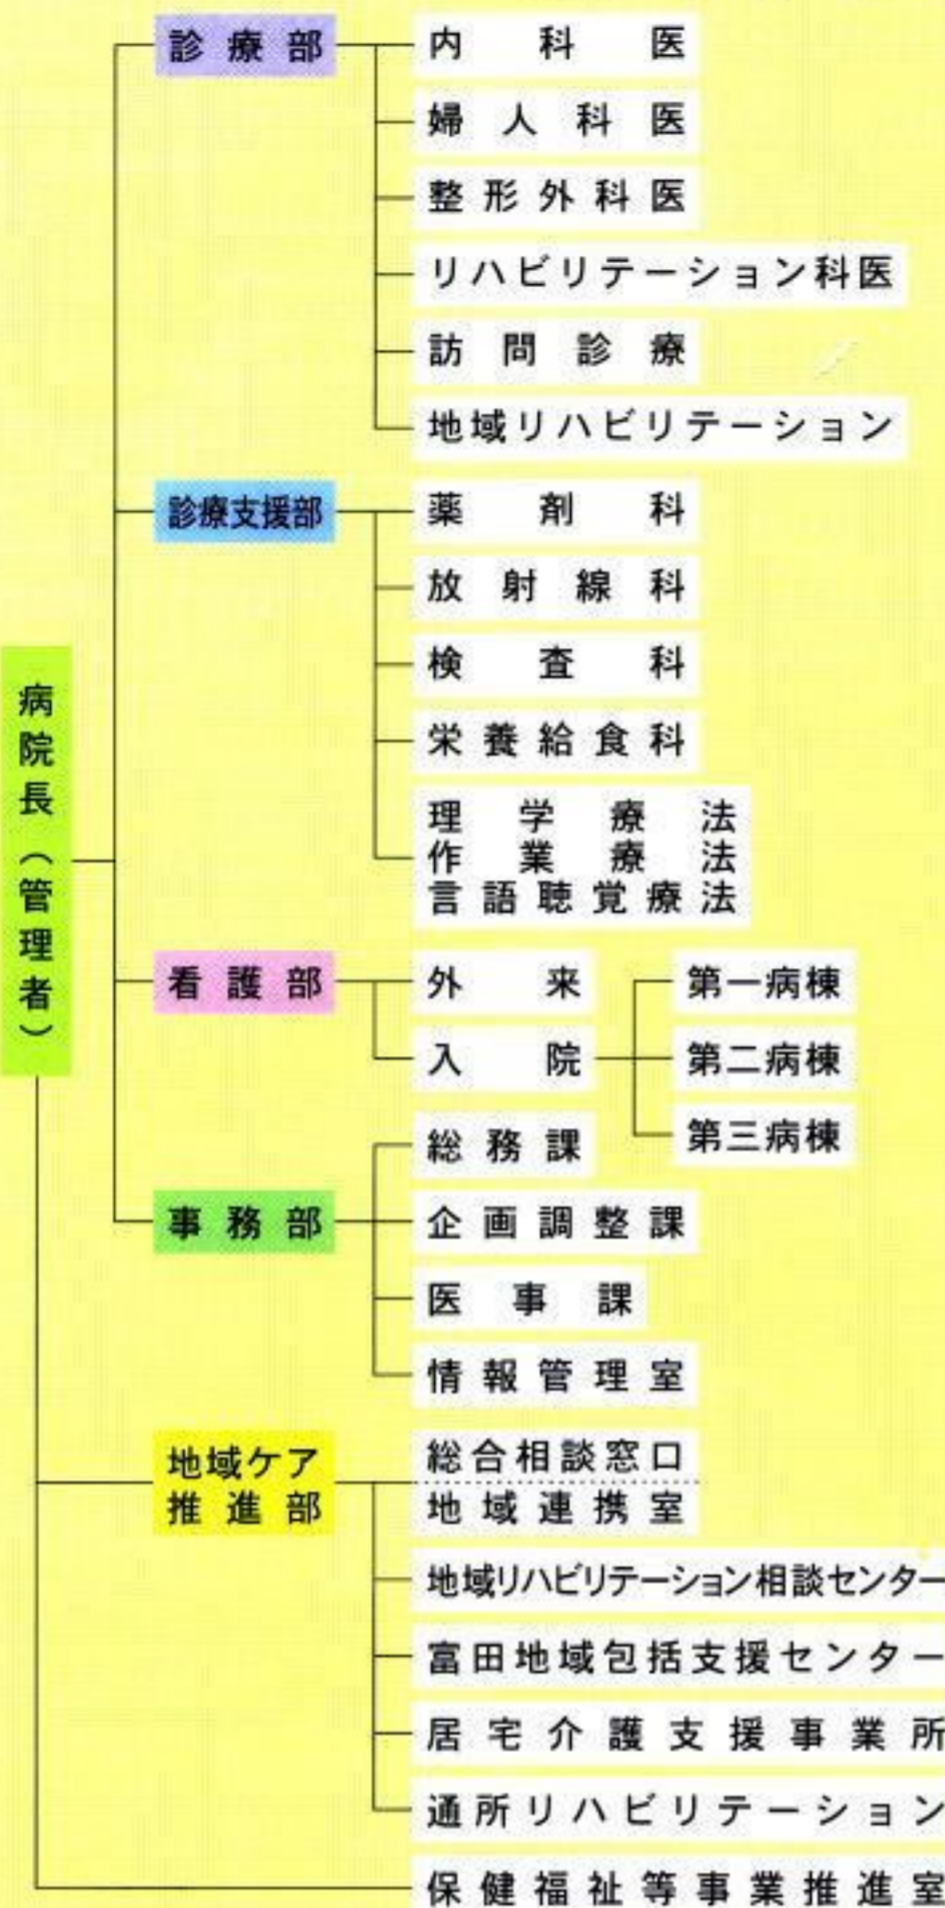 病院長（管理者）
診療部
内科医
婦人科医
整形外科医
リハビリテーション科医
訪問診療
地域リハビリテーション
診療支援部
薬剤科
放射線科
検査科
栄養給食科
理学療法
作業療法
言語聴覚療法
看護部
外来
入院
第一病棟
第二病棟
第三病棟
事務部
総務課
企画調整課
医事課
情報管理室
地域ケア
推進部
総合相談窓口
地域連携室
地域リハビリテーション相談センター
富田地域包括支援センター
居宅介護支援事業所
通所リハビリテーション
保健福祉等事業推進室